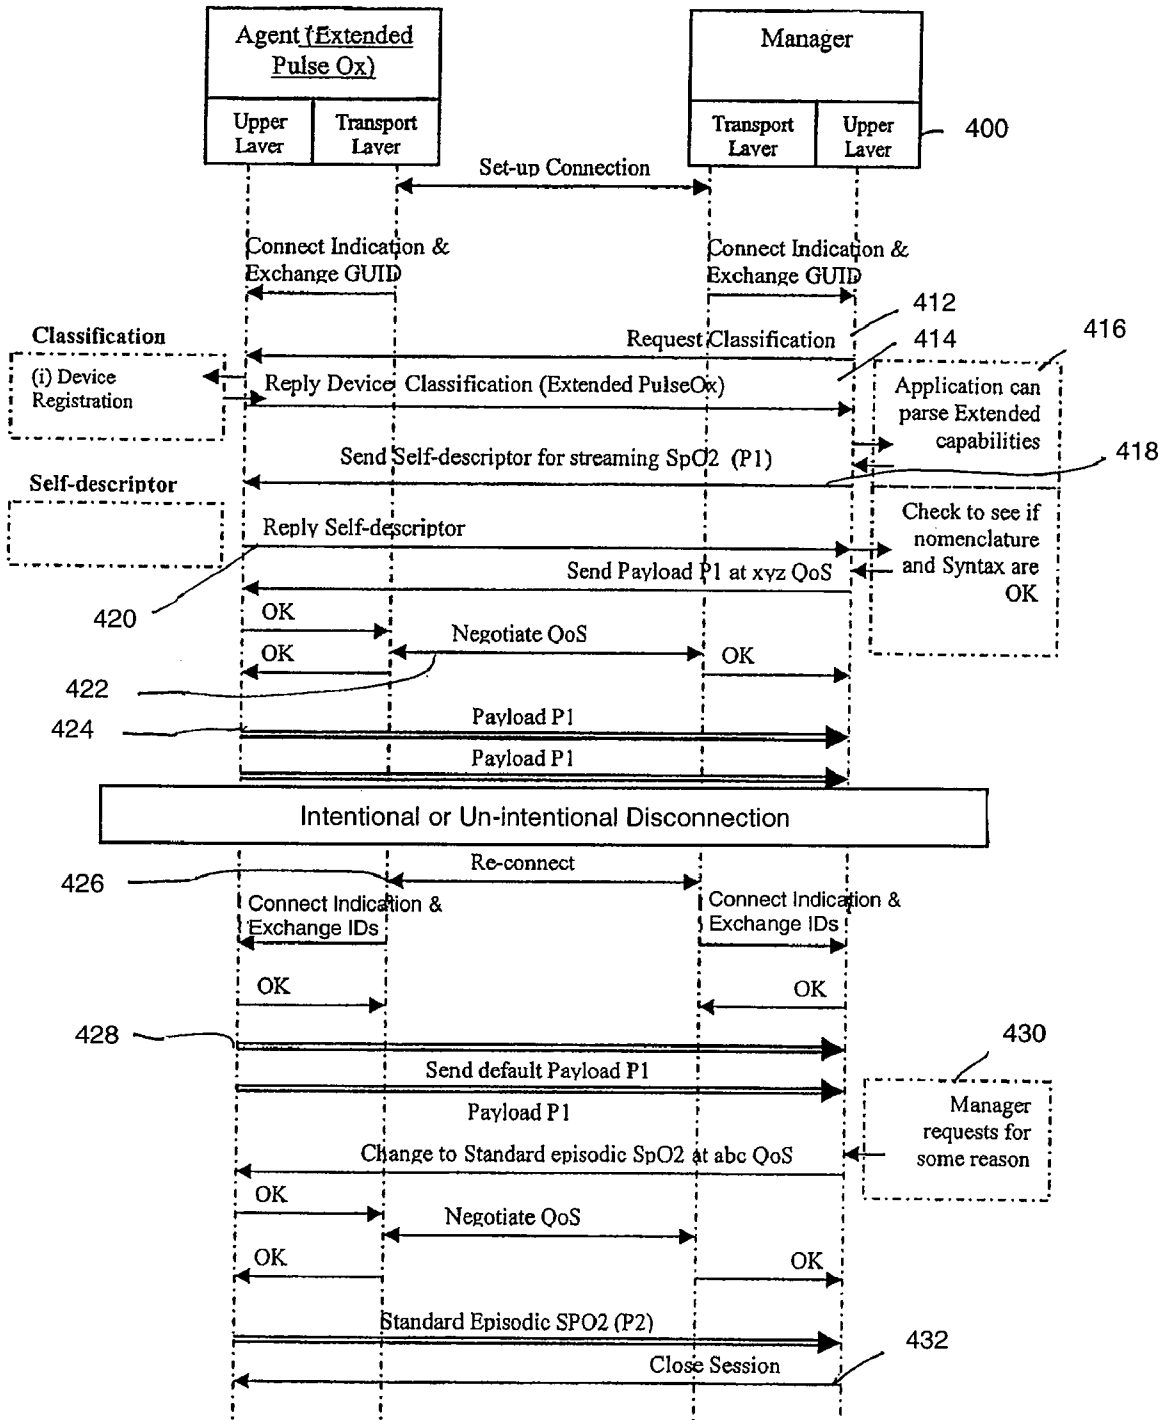 Agent (Extended
Pulse Ox)
Manager
Upper
Layer
Transport
Layer
Transport
Layer
Upper
Layer
400
Set-up Connection
Connect Indication &
Exchange GUID
Connect Indication &
Exchange GUID
412
Request Classification
414
416
Classification
(i) Device
Registration
Reply Device Classification (Extended PulseOx)
Application can
parse Extended
capabilities
Send Self-descriptor for streaming SpO2 (P1)
418
Self-descriptor
Reply Self-descriptor
Check to see if
nomenclature
and Syntax are
OK
Send Payload P1 at xyz QoS
420
OK
Negotiate QoS
OK
OK
422
424
Payload P1
Payload P1
Intentional or Un-intentional Disconnection
Re-connect
426
Connect Indication &
Exchange IDs
Connect Indication &
Exchange IDs
OK
OK
428
Send default Payload P1
430
Payload P1
Manager
requests for
some reason
Change to Standard episodic SpO2 at abc QoS
OK
Negotiate QoS
OK
OK
Standard Episodic SPO2 (P2)
432
Close Session